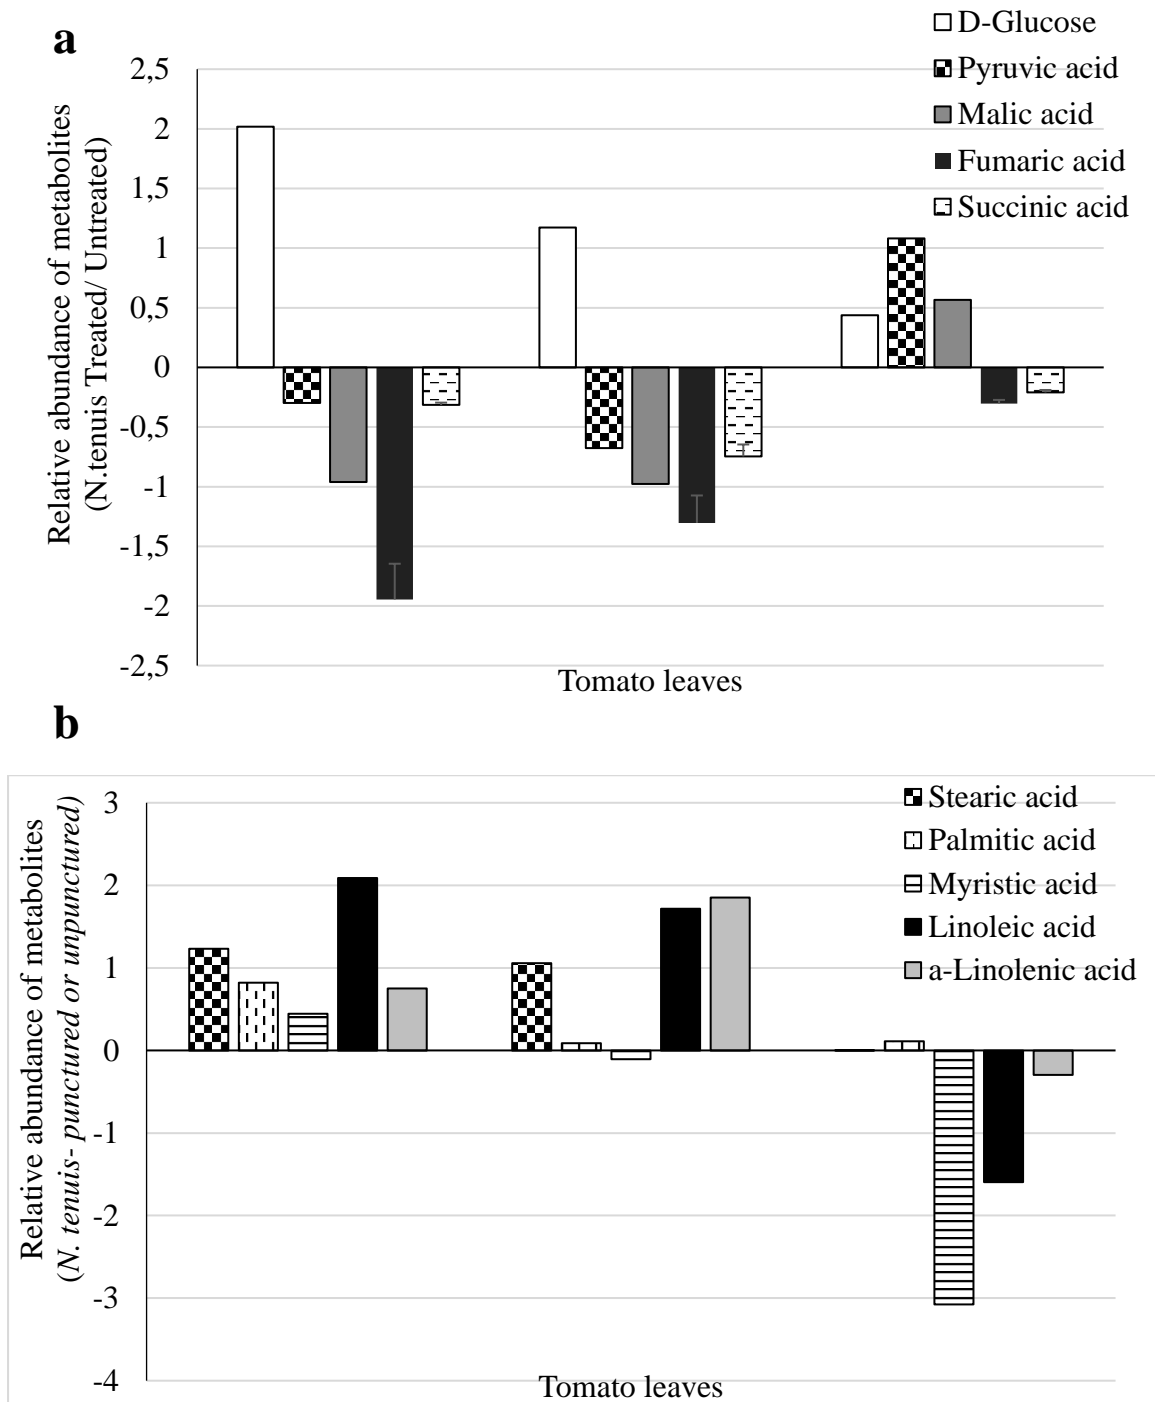 a
D-Glucose
Pyruvic acid
Malic acid
Fumaric acid
Succinic acid
Relative abundance of metabolites
(N.tenuis Treated/ Untreated)
2,5
2
1,5
1
0,5
0
-0,5
-1
-1,5
-2
-2,5
Tomato leaves
b
Stearic acid
Palmitic acid
Myristic acid
Linoleic acid
a-Linolenic acid
Relative abundance of metabolites
(N. tenuis- punctured or unpunctured)
3
2
1
0
-1
-2
-3
-4
Tomato leaves